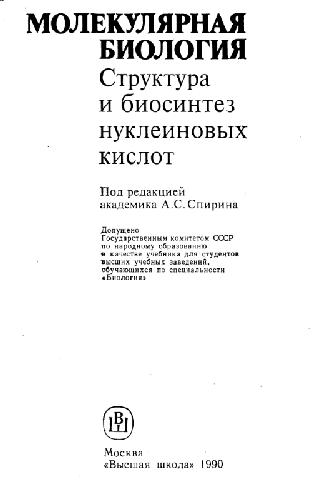 МОЛЕКУЛЯРНАЯ
БИОЛОГИЯ
Структура
и биосинтез
нуклеиновых
кислот
Под редакцией
академика А.С.Спирина
Допущено
Государственным комитетом СССР
по народному образованию
в качестве учебника для студентов
высших учебных заведений,
обучающихся по специальности
«Биология»
ВШ
Москва
«Высшая школа» 1990